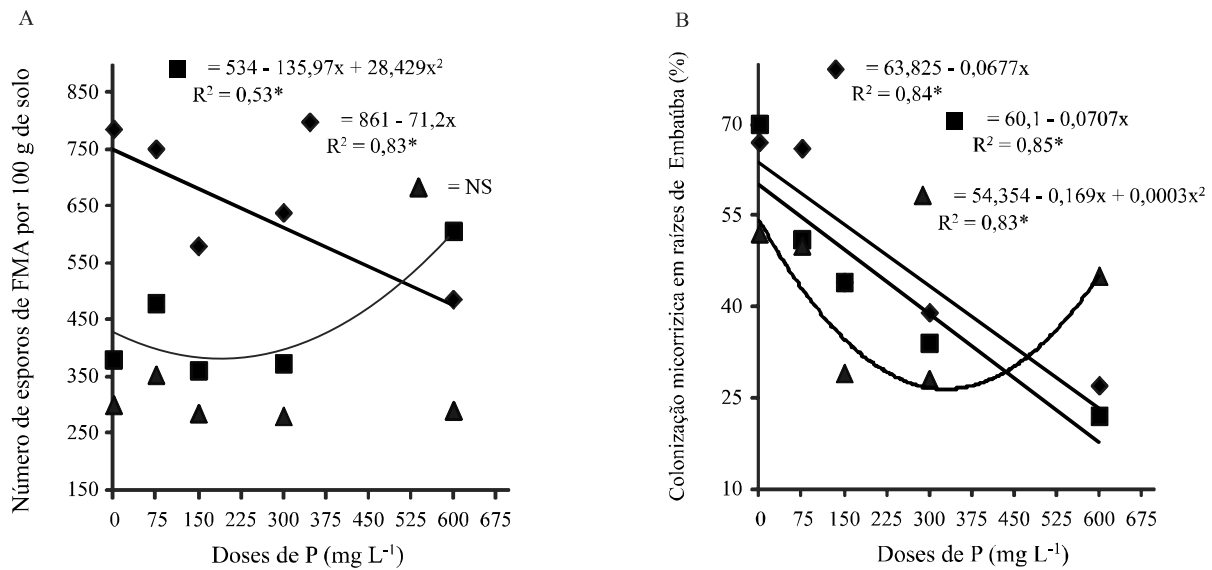 A
Número de esporos de FMA por 100 g de solo
= 534 - 135,97x + 28,429x²
R² = 0,53*
= 861 - 71,2x
R² = 0,83*
= NS
850
750
650
550
450
350
250
150
0 75 150 225 300 375 450 525 600 675
Doses de P (mg L⁻¹)
B
Colonização micorrizica em raízes de Embaúba (%)
= 63,825 - 0,0677x
R² = 0,84*
= 60,1 - 0,0707x
R² = 0,85*
= 54,354 - 0,169x + 0,0003x²
R² = 0,83*
70
55
40
25
10
0 75 150 225 300 375 450 525 600 675
Doses de P (mg L⁻¹)